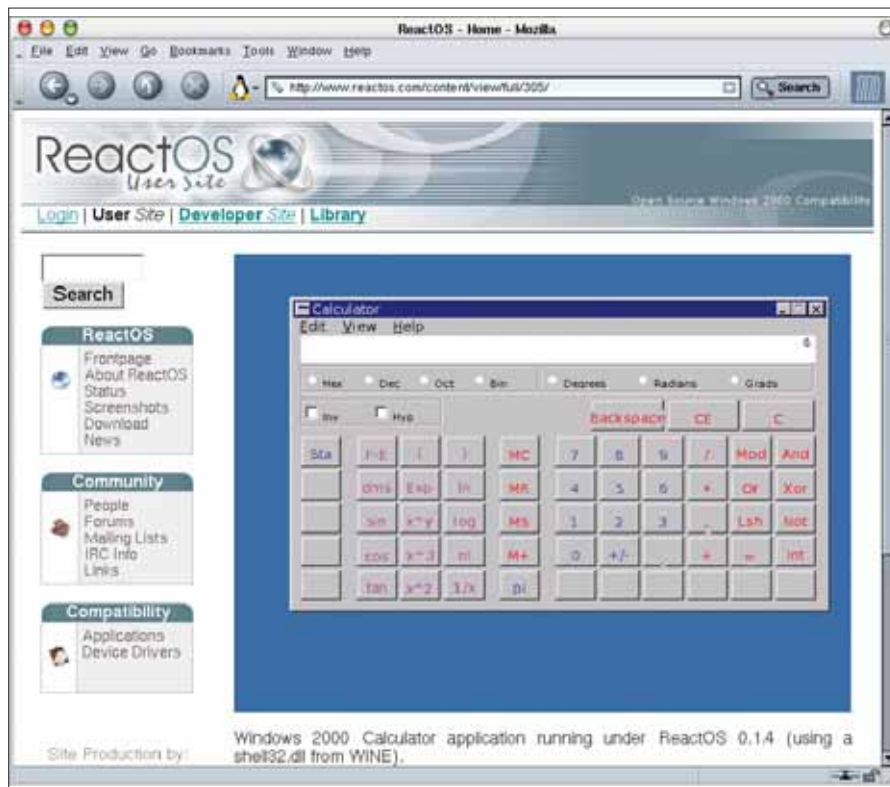 ReactOS - Home - Mozilla
File Edit View Go Bookmarks Tools Window Help
http://www.reactos.com/content/view/full/305/
Search
ReactOS
User Site
Open Source Windows 2000 Compatibility
Login | User Site | Developer Site | Library
Search
ReactOS
Frontpage
About ReactOS
Status
Screenshots
Download
News
Community
People
Forums
Mailing Lists
IRC Info
Links
Compatibility
Applications
Device Drivers
Site Production by:
Calculator
Edit View Help
Hex Dec Oct Bin Degrees Radians Grads
Inv Hyp Backspace CE C
Sta F-E ( ) MC 7 8 9 / Mod And
dms Exp ln MR 4 5 6 * Or Xor
sin x^y log MS 1 2 3 - Lsh Not
cos x^3 n! M+ 0 +/- . + = Int
tan x^2 1/x pi
Windows 2000 Calculator application running under ReactOS 0.1.4 (using a
shell32.dll from WINE).